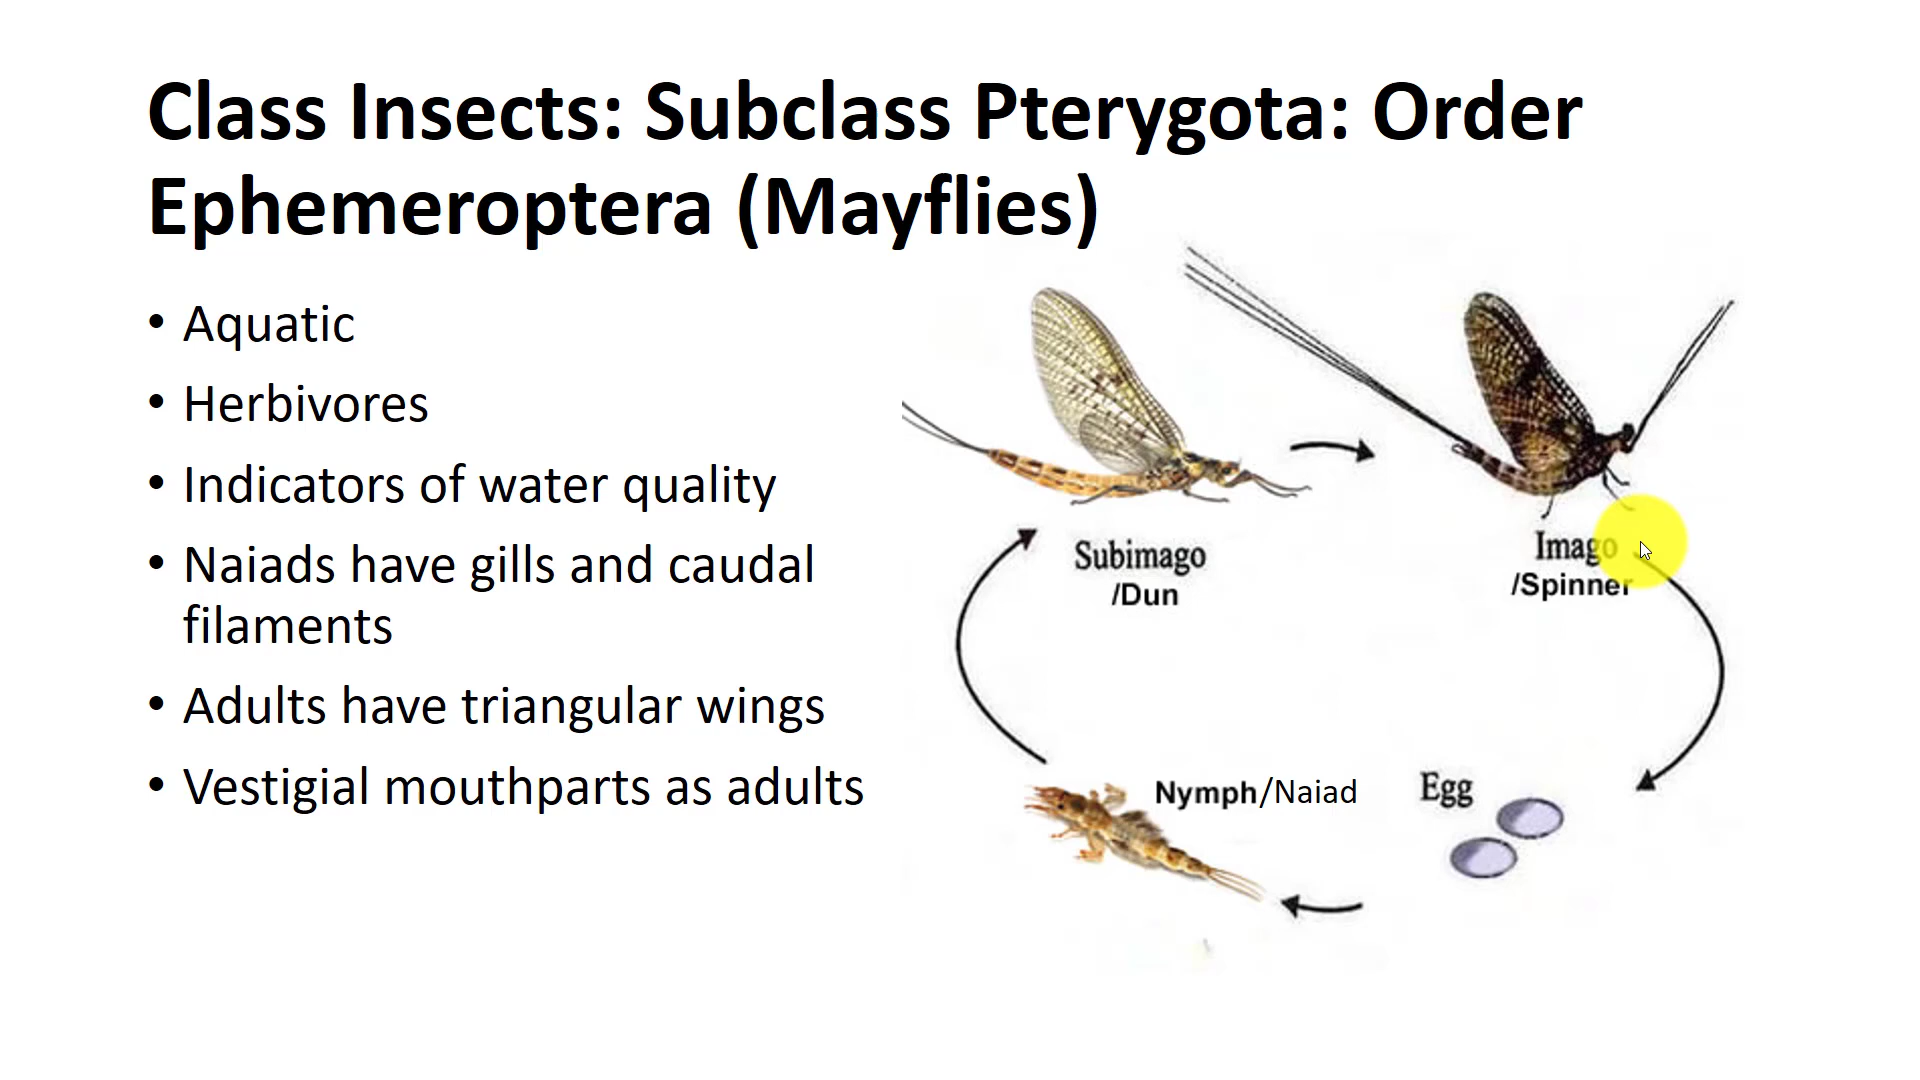 Class Insects: Subclass Pterygota: Order
Ephemeroptera (Mayflies)
• Aquatic
• Herbivores
• Indicators of water quality
• Naiads have gills and caudal
filaments
• Adults have triangular wings
• Vestigial mouthparts as adults
Subimago
/Dun
Imago
/Spinner
Nymph/Naiad
Egg